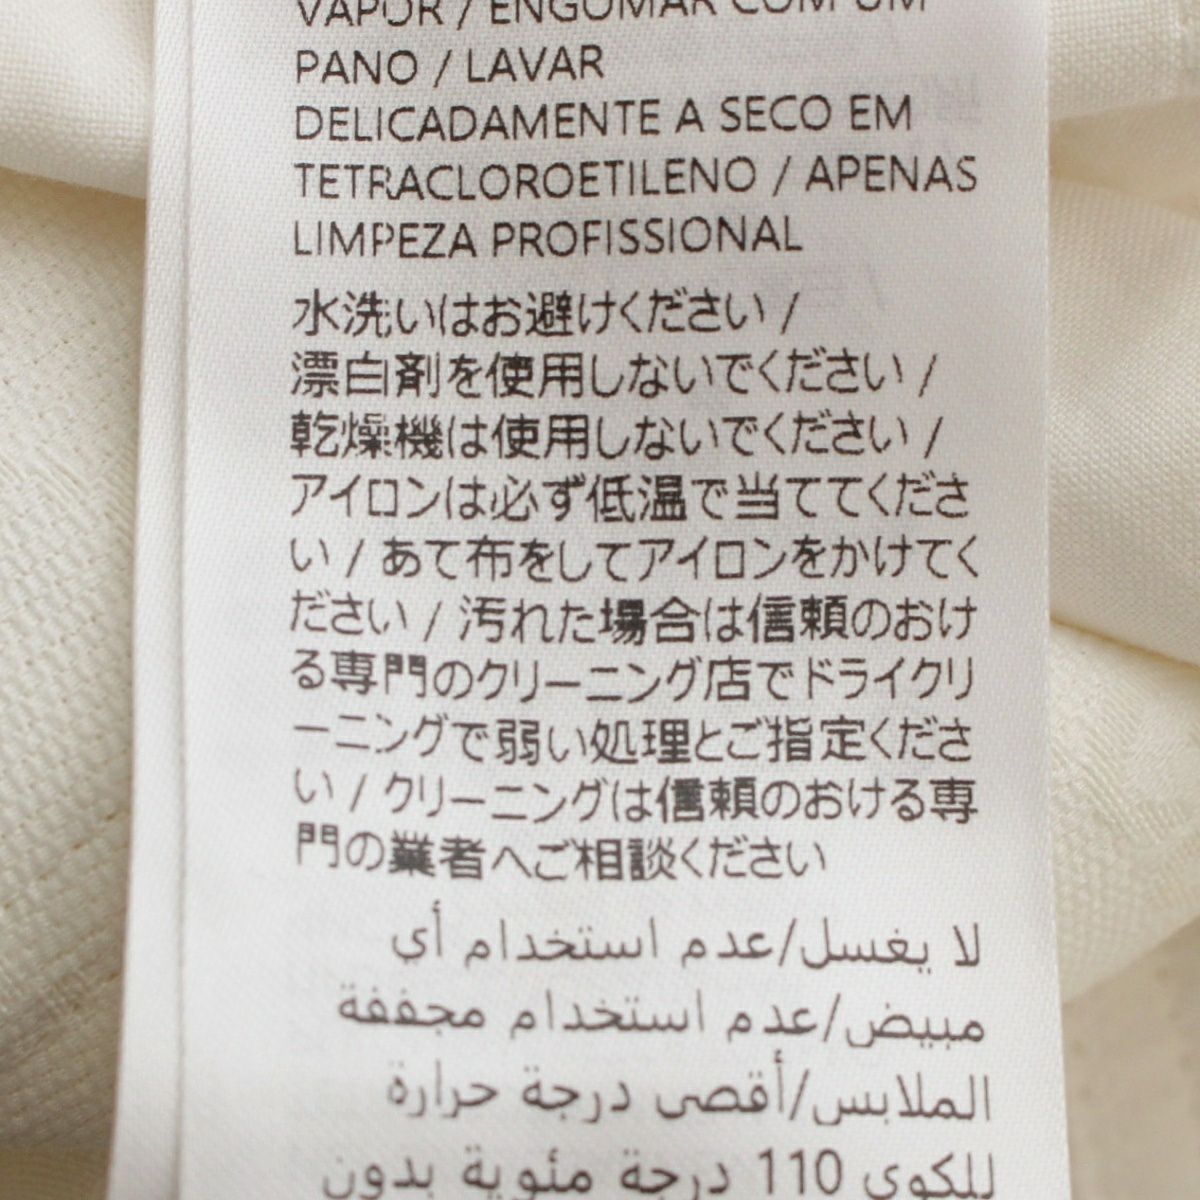 VAPOR / ENGOMAR COM UM
PANO / LAVAR
DELICADAMENTE A SECO EM
TETRACLOROETILENO / APENAS
LIMPEZA PROFISSIONAL
水洗いはお避けください /
漂白剤を使用しないでください /
乾燥機は使用しないでください /
アイロンは必ず低温で当ててくださ
い / あて布をしてアイロンをかけてく
ださい / 汚れた場合は信頼のおけ
る専門のクリーニング店でドライクリ
ーニングで弱い処理とご指定くださ
い / クリーニングは信頼のおける専
門の業者へご相談ください
لا يغسل/عدم استخدام أي
مبيض/عدم استخدام مجففة
الملابس/أقصى درجة حرارة
للكوي 110 درجة مئوية بدون